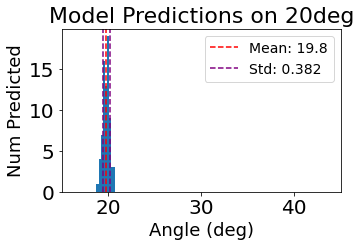 Model Predictions on 20deg
Num Predicted
15
10
5
0
Mean: 19.8
Std: 0.382
20 30 40
Angle (deg)